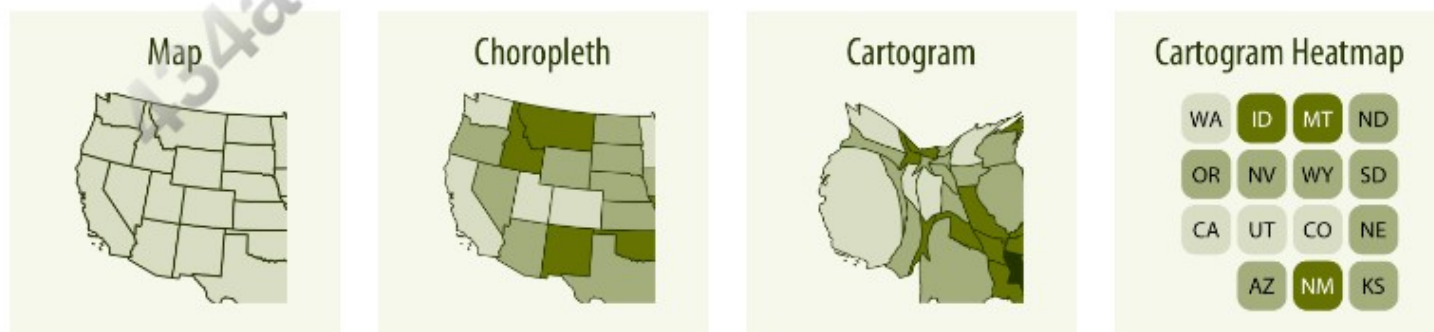 Map
Choropleth
Cartogram
Cartogram Heatmap
WA ID MT ND
OR NV WY SD
CA UT CO NE
AZ NM KS